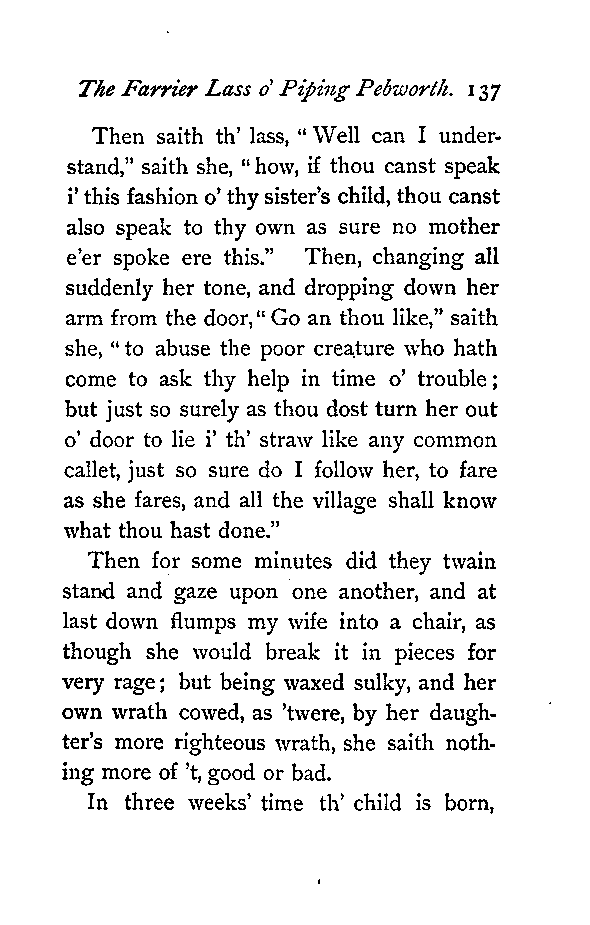 The Farrier Lass o' Piping Pebworth. 137
Then saith th' lass, "Well can I under-
stand," saith she, "how, if thou canst speak
i' this fashion o' thy sister's child, thou canst
also speak to thy own as sure no mother
e'er spoke ere this." Then, changing all
suddenly her tone, and dropping down her
arm from the door, "Go an thou like," saith
she, "to abuse the poor creature who hath
come to ask thy help in time o' trouble;
but just so surely as thou dost turn her out
o' door to lie i' th' straw like any common
callet, just so sure do I follow her, to fare
as she fares, and all the village shall know
what thou hast done."
Then for some minutes did they twain
stand and gaze upon one another, and at
last down flumps my wife into a chair, as
though she would break it in pieces for
very rage; but being waxed sulky, and her
own wrath cowed, as 'twere, by her daugh-
ter's more righteous wrath, she saith noth-
ing more of 't, good or bad.
In three weeks' time th' child is born,